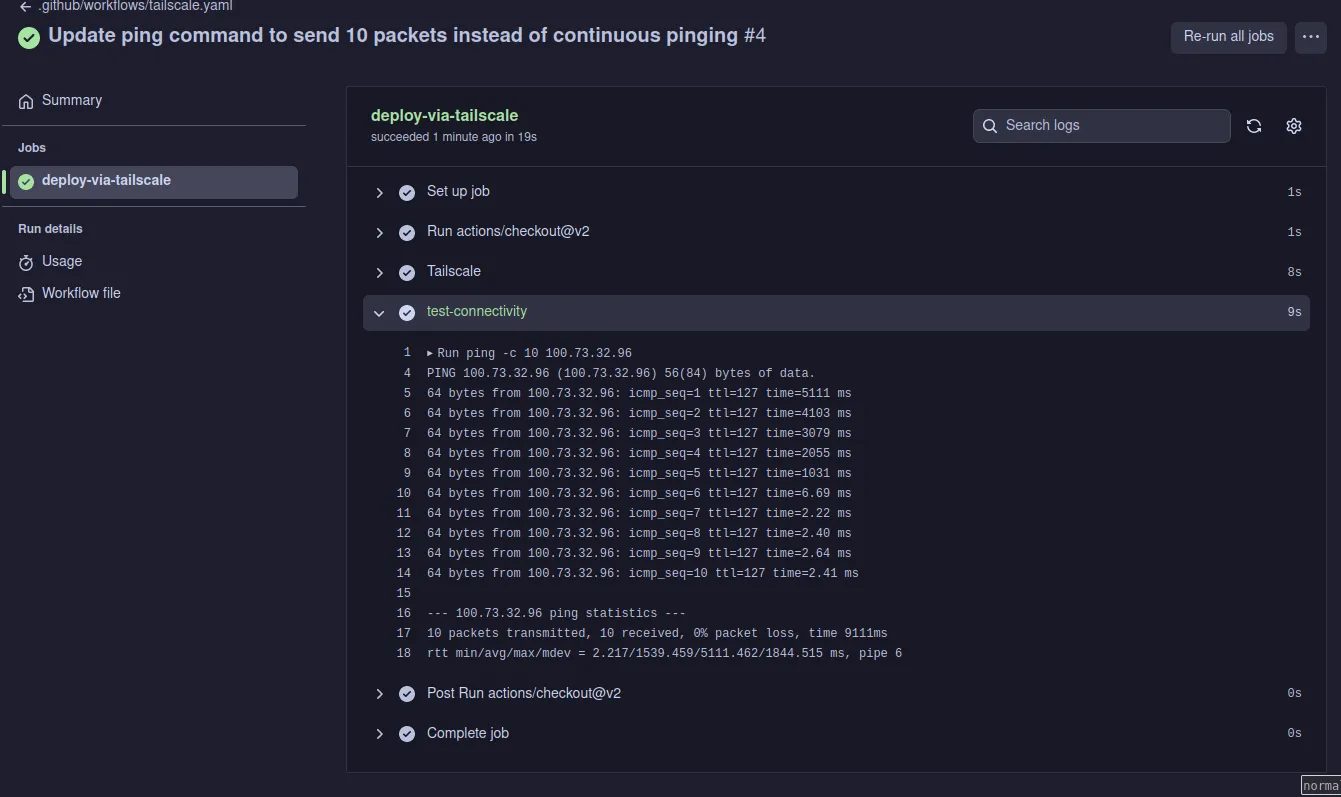 .github/workflows/tailscale.yaml
Update ping command to send 10 packets instead of continuous pinging #4
Re-run all jobs
Summary
Jobs
deploy-via-tailscale
Run details
Usage
Workflow file
deploy-via-tailscale
succeeded 1 minute ago in 19s
Search logs
Set up job 1s
Run actions/checkout@v2 1s
Tailscale 8s
test-connectivity 9s
1 ▸ Run ping -c 10 100.73.32.96
4 PING 100.73.32.96 (100.73.32.96) 56(84) bytes of data.
5 64 bytes from 100.73.32.96: icmp_seq=1 ttl=127 time=5111 ms
6 64 bytes from 100.73.32.96: icmp_seq=2 ttl=127 time=4103 ms
7 64 bytes from 100.73.32.96: icmp_seq=3 ttl=127 time=3079 ms
8 64 bytes from 100.73.32.96: icmp_seq=4 ttl=127 time=2055 ms
9 64 bytes from 100.73.32.96: icmp_seq=5 ttl=127 time=1031 ms
10 64 bytes from 100.73.32.96: icmp_seq=6 ttl=127 time=6.69 ms
11 64 bytes from 100.73.32.96: icmp_seq=7 ttl=127 time=2.22 ms
12 64 bytes from 100.73.32.96: icmp_seq=8 ttl=127 time=2.40 ms
13 64 bytes from 100.73.32.96: icmp_seq=9 ttl=127 time=2.64 ms
14 64 bytes from 100.73.32.96: icmp_seq=10 ttl=127 time=2.41 ms
15
16 --- 100.73.32.96 ping statistics ---
17 10 packets transmitted, 10 received, 0% packet loss, time 9111ms
18 rtt min/avg/max/mdev = 2.217/1539.459/5111.462/1844.515 ms, pipe 6
Post Run actions/checkout@v2 0s
Complete job 0s
norma